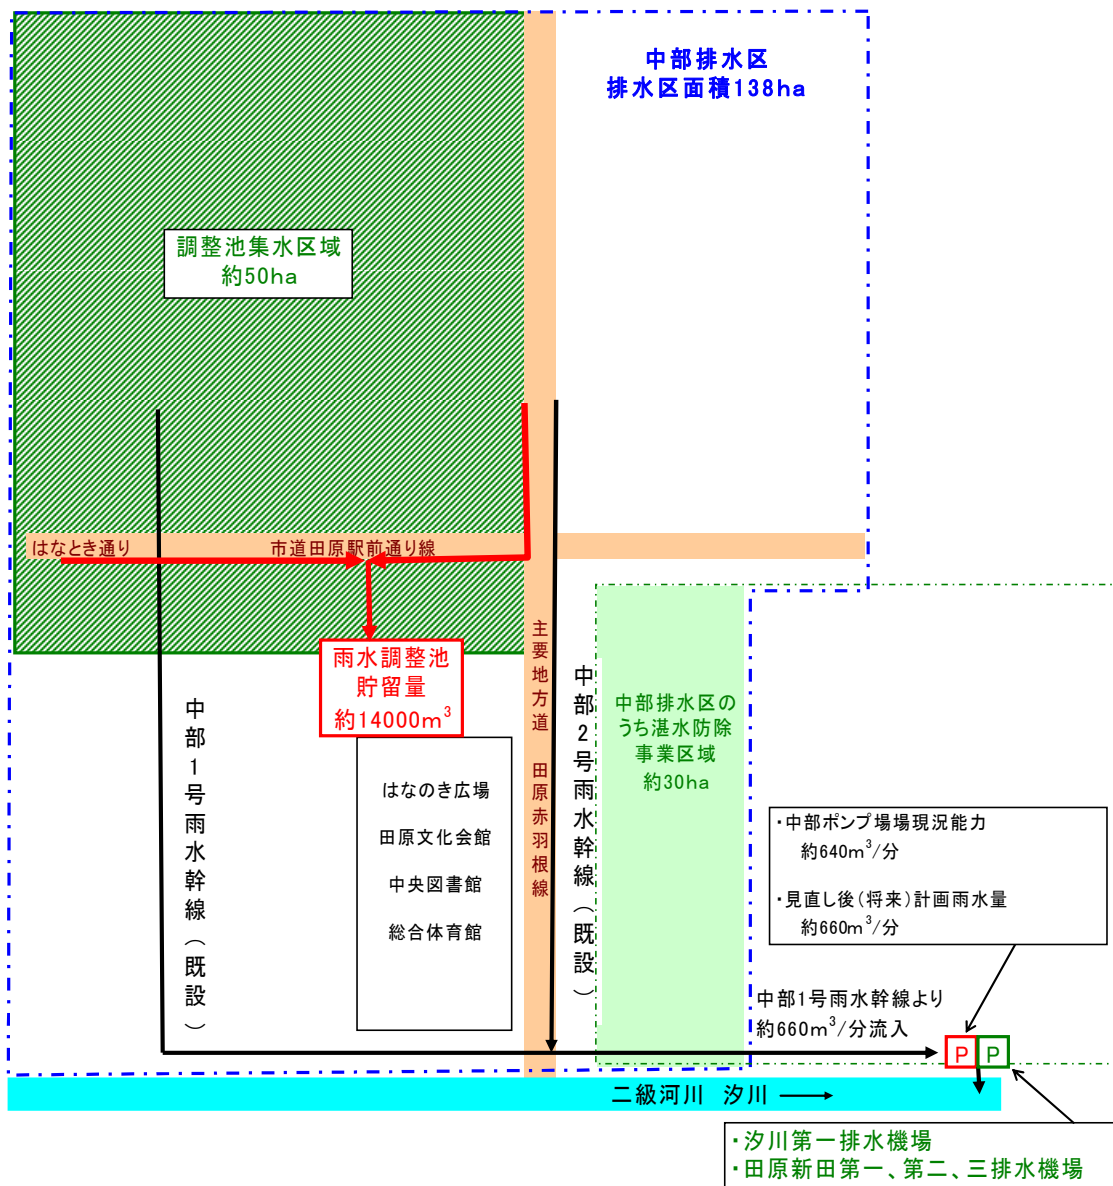 中部排水区
排水区面積138ha
調整池集水区域
約50ha
はなとき通り
市道田原駅前通り線
雨水調整池
貯留量
約14000m³
主要地方道 田原赤羽根線
中部1号雨水幹線(既設)
中部2号雨水幹線(既設)
中部排水区の
うち湛水防除
事業区域
約30ha
はなのき広場
田原文化会館
中央図書館
総合体育館
・中部ポンプ場場現況能力
約640m³/分
・見直し後(将来)計画雨水量
約660m³/分
中部1号雨水幹線より
約660m³/分流入
P
P
二級河川 汐川
・汐川第一排水機場
・田原新田第一、第二、三排水機場